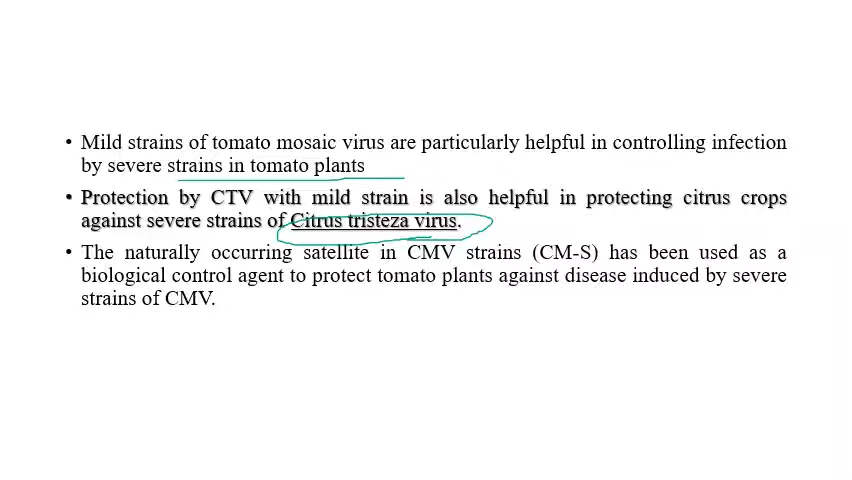 • Mild strains of tomato mosaic virus are particularly helpful in controlling infection
by severe strains in tomato plants
• Protection by CTV with mild strain is also helpful in protecting citrus crops
against severe strains of Citrus tristeza virus.
• The naturally occurring satellite in CMV strains (CM-S) has been used as a
biological control agent to protect tomato plants against disease induced by severe
strains of CMV.